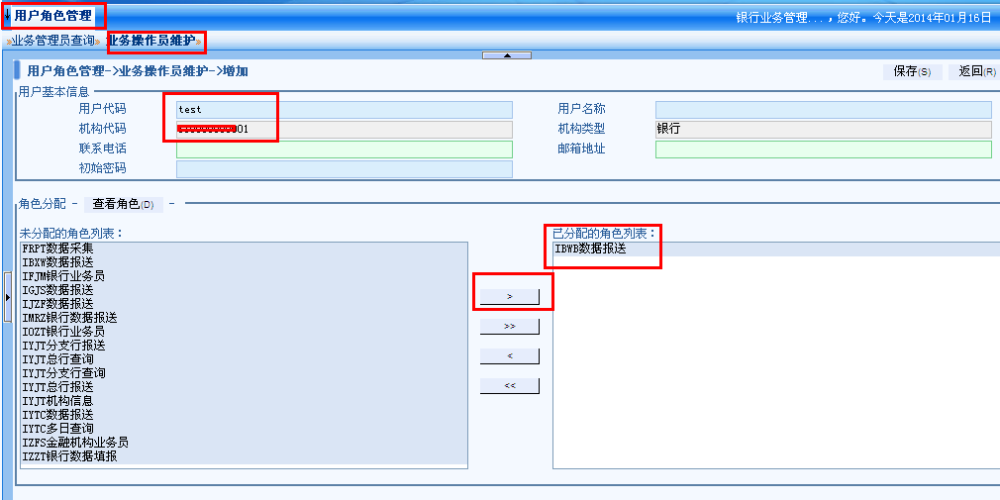 用户角色管理
银行业务管理...，您好。今天是2014年01月16日
»业务管理员查询» 业务操作员维护»
用户角色管理->业务操作员维护->增加
保存(S) 返回(R)
用户基本信息
用户代码 test 用户名称
机构代码 01 机构类型 银行
联系电话 邮箱地址
初始密码
角色分配 - 查看角色(D) -
未分配的角色列表：
FRPT数据采集
IBXW数据报送
IFJM银行业务员
IGJS数据报送
IJZF数据报送
IMRZ银行数据报送
IOZT银行业务员
IYJT分支行报送
IYJT总行查询
IYJT分支行查询
IYJT总行报送
IYJT机构信息
IYTC数据报送
IYTC多日查询
IZFS金融机构业务员
IZZT银行数据填报
>
>>
<
<<
已分配的角色列表：
IBWB数据报送